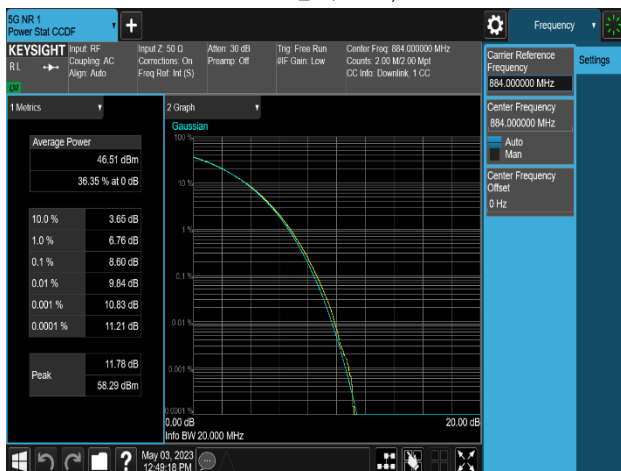 5G NR 1
Power Stat CCDF
Frequency
KEYSIGHT
RL
LU
Input: RF
Coupling: AC
Align: Auto
Input Z: 50 Ω
Corrections: On
Freq Ref: Int (S)
Atten: 30 dB
Preamp: Off
Trig: Free Run
#IF Gain: Low
Center Freq: 884.000000 MHz
Counts: 2.00 M/2.00 Mpt
CC Info: Downlink, 1 CC
Carrier Reference
Frequency
884.000000 MHz
Settings
Center Frequency
884.000000 MHz
Auto
Man
Center Frequency
Offset
0 Hz
1 Metrics
Average Power
46.51 dBm
36.35 % at 0 dB
10.0 % 3.65 dB
1.0 % 6.76 dB
0.1 % 8.60 dB
0.01 % 9.84 dB
0.001 % 10.83 dB
0.0001 % 11.21 dB
Peak
11.78 dB
58.29 dBm
2 Graph
Gaussian
100 %
10 %
1 %
0.1 %
0.01 %
0.001 %
0.0001 %
0.00 dB 20.00 dB
Info BW 20.000 MHz
May 03, 2023
12:49:18 PM